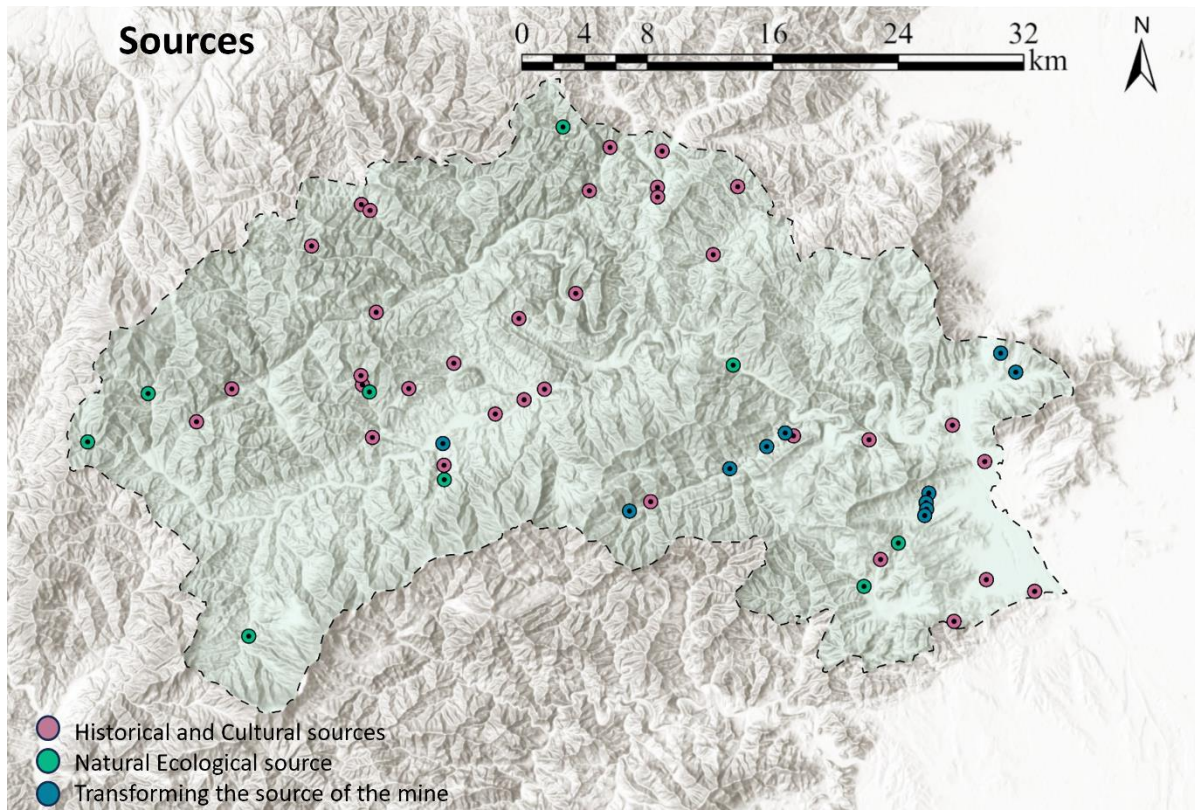 Sources
0 4 8 16 24 32
km
N
Historical and Cultural sources
Natural Ecological source
Transforming the source of the mine